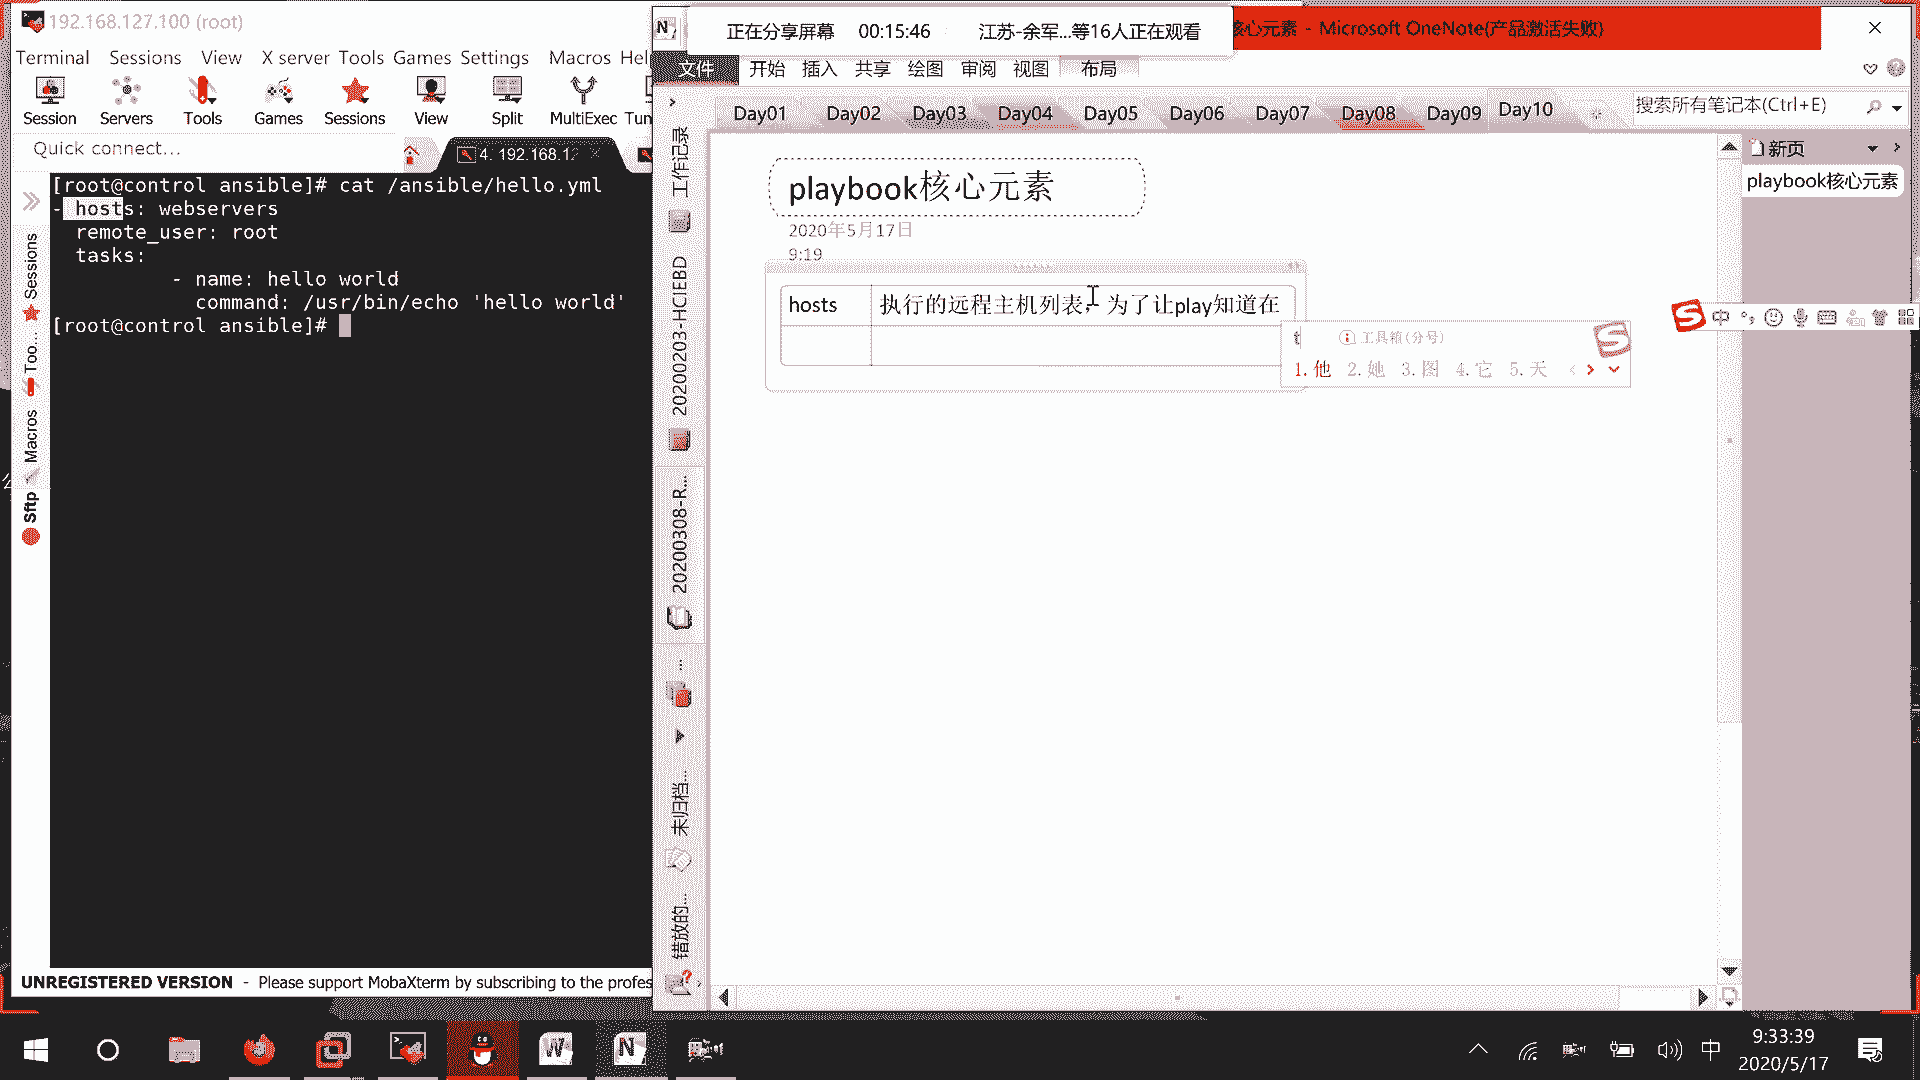 192.168.127.100 (root)
Terminal Sessions View X server Tools Games Settings Macros Hel
Session Servers Tools Games Sessions View Split MultiExec Tun
Quick connect...
4. 192.168.12
[root@control ansible]# cat /ansible/hello.yml
- hosts: webservers
remote_user: root
tasks:
- name: hello world
command: /usr/bin/echo 'hello world'
[root@control ansible]#
Sessions
Too...
Macros
Sftp
UNREGISTERED VERSION - Please support MobaXterm by subscribing to the profes
正在分享屏幕 00:15:46 江苏-余军...等16人正在观看
核心元素 - Microsoft OneNote(产品激活失败)
文件 开始 插入 共享 绘图 审阅 视图 布局
Day01 Day02 Day03 Day04 Day05 Day06 Day07 Day08 Day09 Day10
搜索所有笔记本(Ctrl+E)
工作记录
20200203-HCIEBD
20200308-R...
...
未归档...
错放的...
playbook核心元素
2020年5月17日
9:19
hosts 执行的远程主机列表，为了让play知道在
t 工具箱(分号)
1.他 2.她 3.图 4.它 5.天
新页
playbook核心元素
中
中
9:33:39
2020/5/17